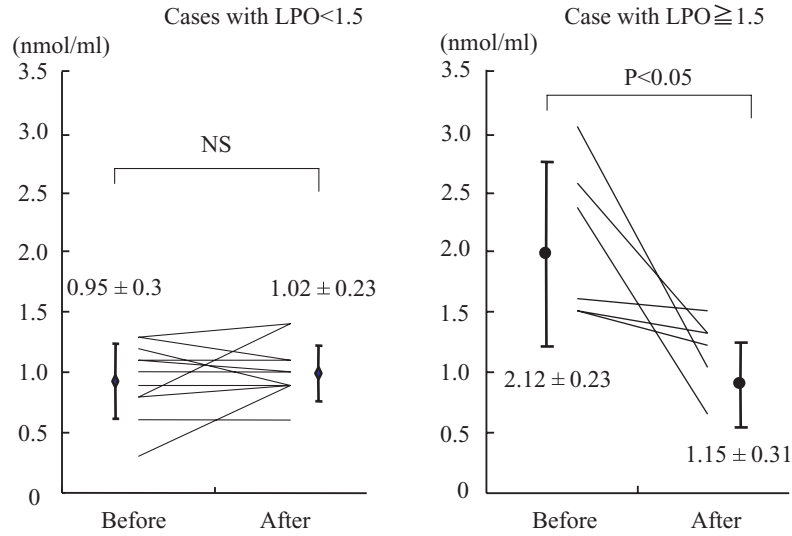 Cases with LPO<1.5
(nmol/ml)
3.5
3.0
2.5
2.0
1.5
1.0
0.5
0
NS
0.95 ± 0.3
1.02 ± 0.23
Before
After
Case with LPO≧1.5
(nmol/ml)
3.5
3.0
2.5
2.0
1.5
1.0
0.5
0
P<0.05
2.12 ± 0.23
1.15 ± 0.31
Before
After